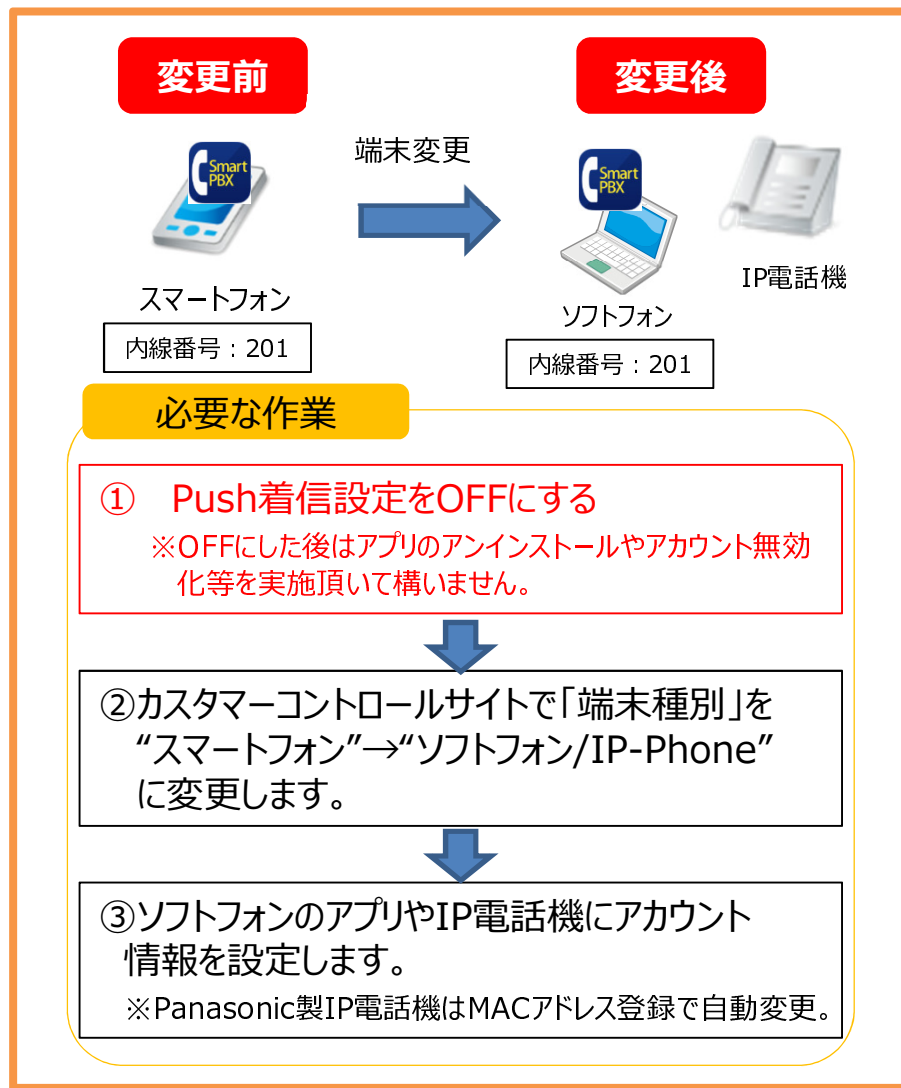 変更前
変更後
端末変更
Smart
PBX
Smart
PBX
スマートフォン
ソフトフォン
IP電話機
内線番号：201
内線番号：201
必要な作業
① Push着信設定をOFFにする
※OFFにした後はアプリのアンインストールやアカウント無効
化等を実施頂いて構いません。
②カスタマーコントロールサイトで「端末種別」を
“スマートフォン”→“ソフトフォン/IP-Phone”
に変更します。
③ソフトフォンのアプリやIP電話機にアカウント
情報を設定します。
※Panasonic製IP電話機はMACアドレス登録で自動変更。